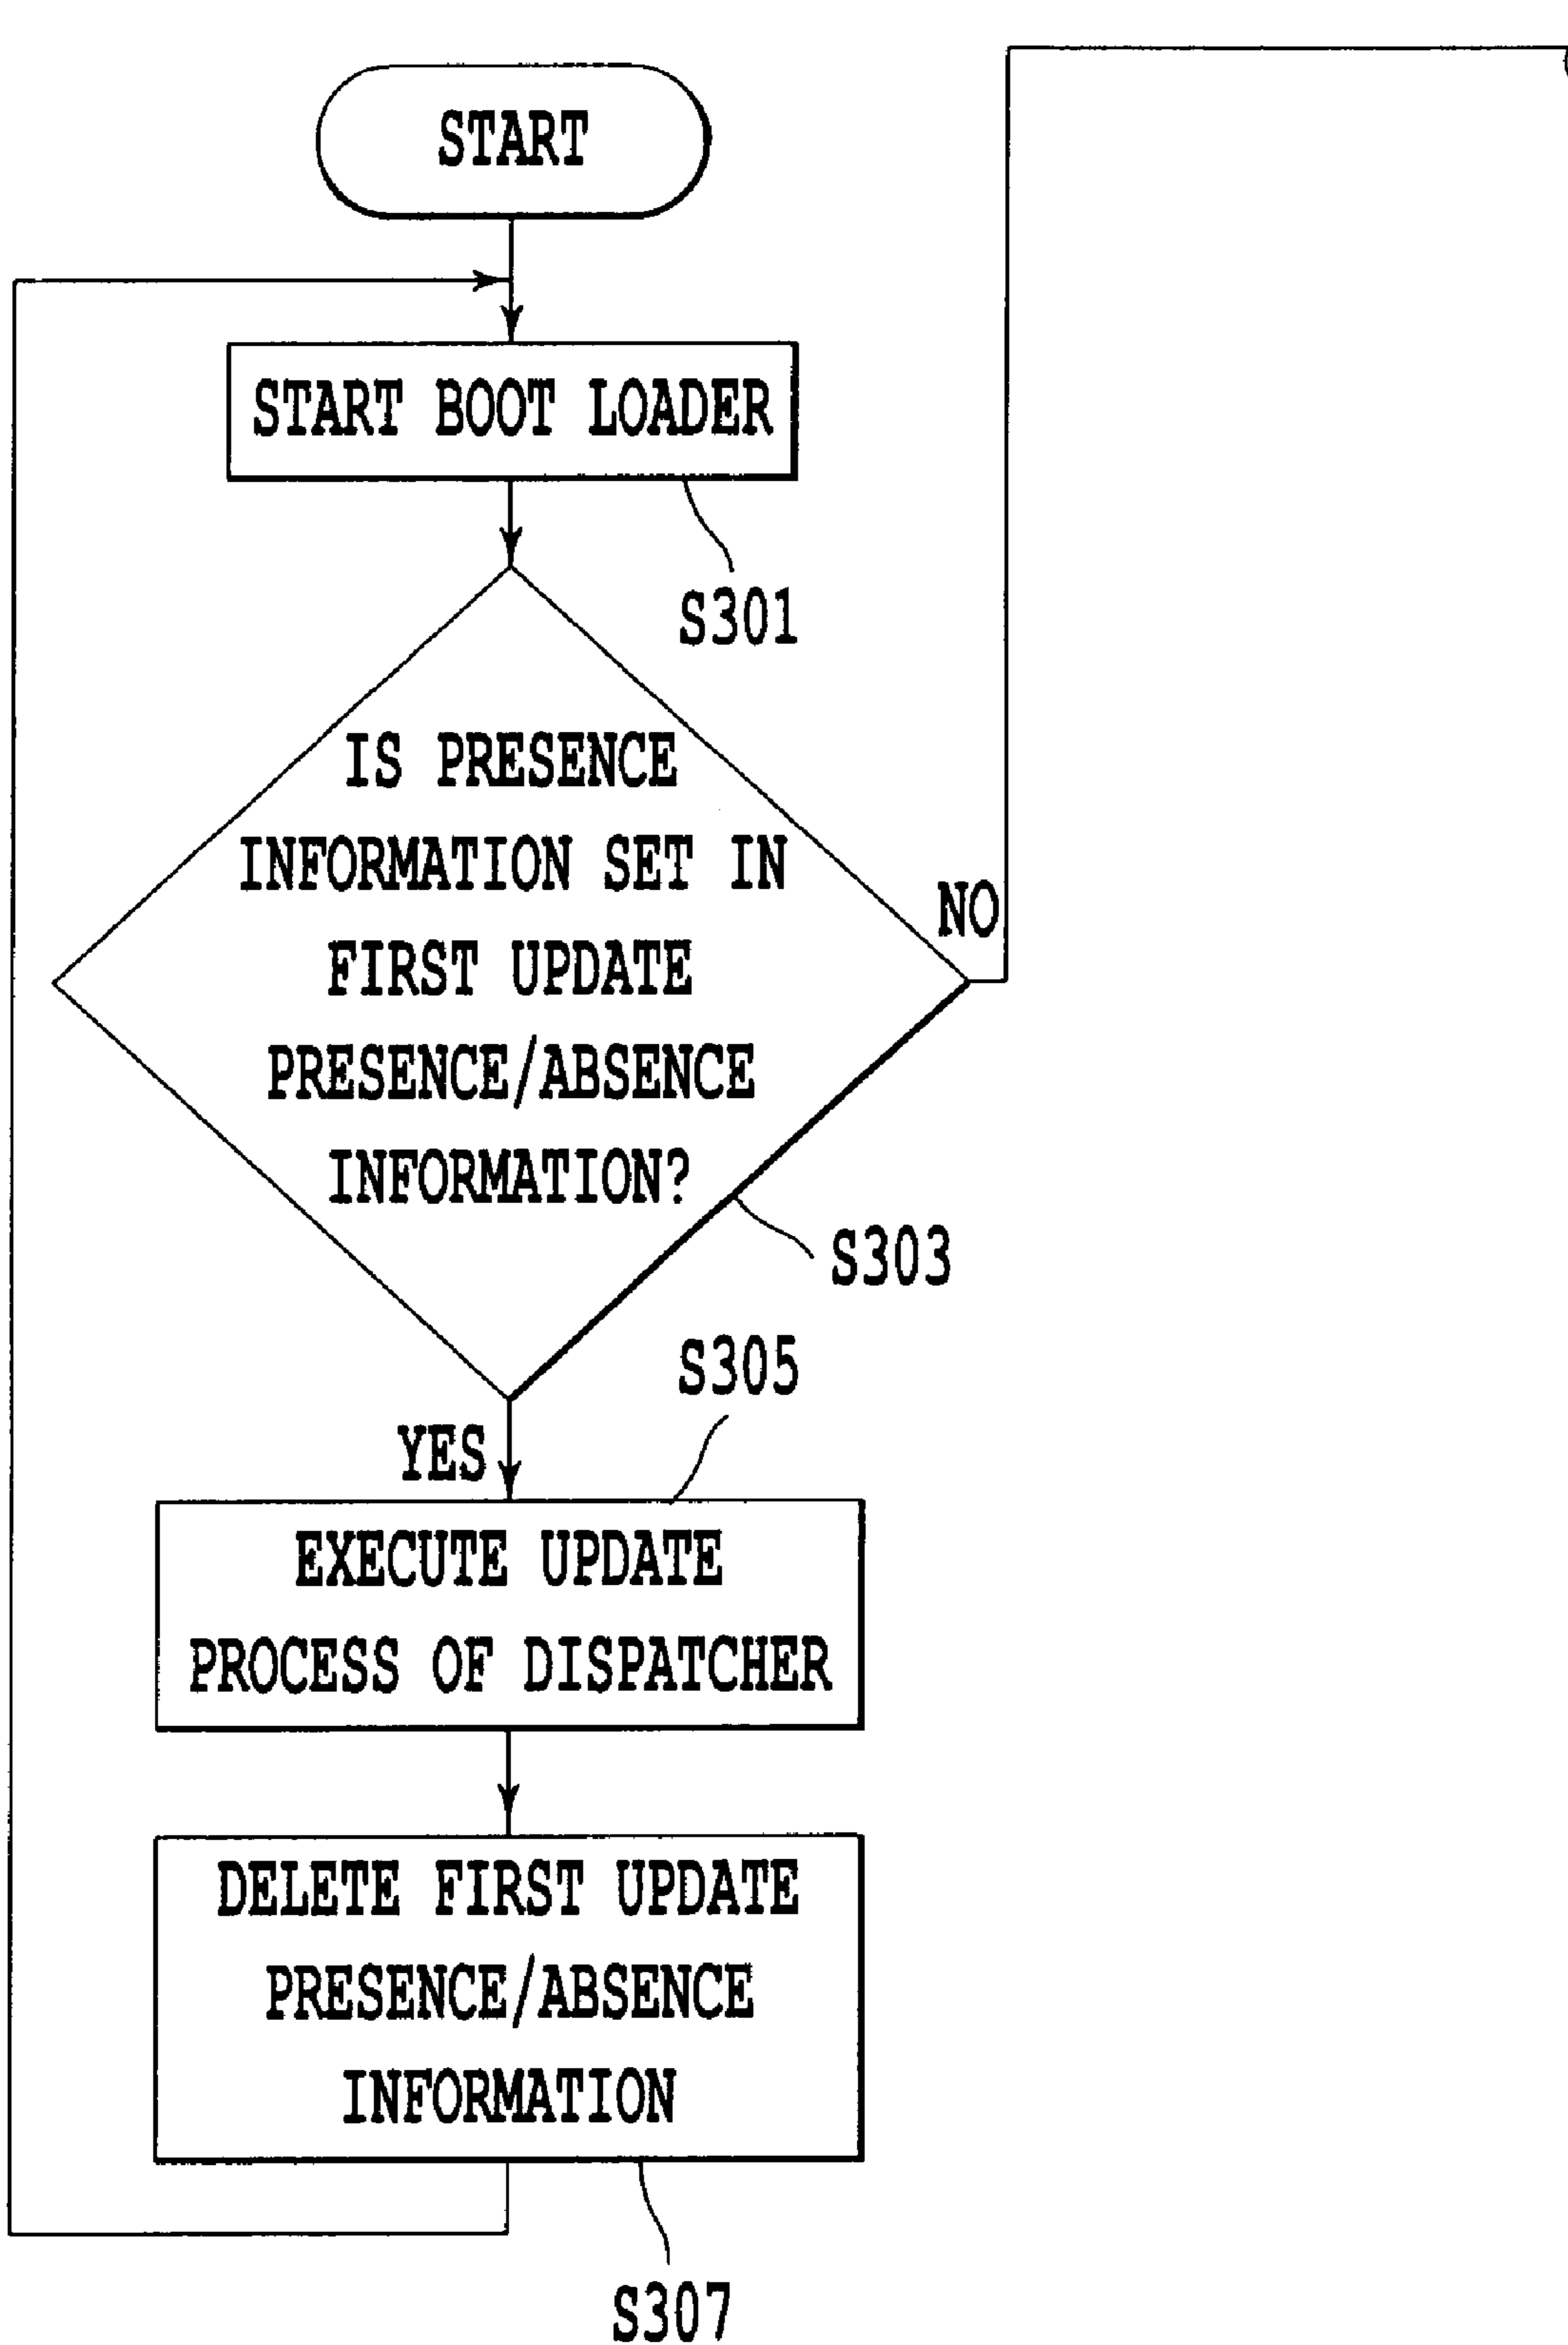 START
START BOOT LOADER
S301
IS PRESENCE
INFORMATION SET IN
FIRST UPDATE
PRESENCE/ABSENCE
INFORMATION?
NO
S303
S305
YES
EXECUTE UPDATE
PROCESS OF DISPATCHER
DELETE FIRST UPDATE
PRESENCE/ABSENCE
INFORMATION
S307